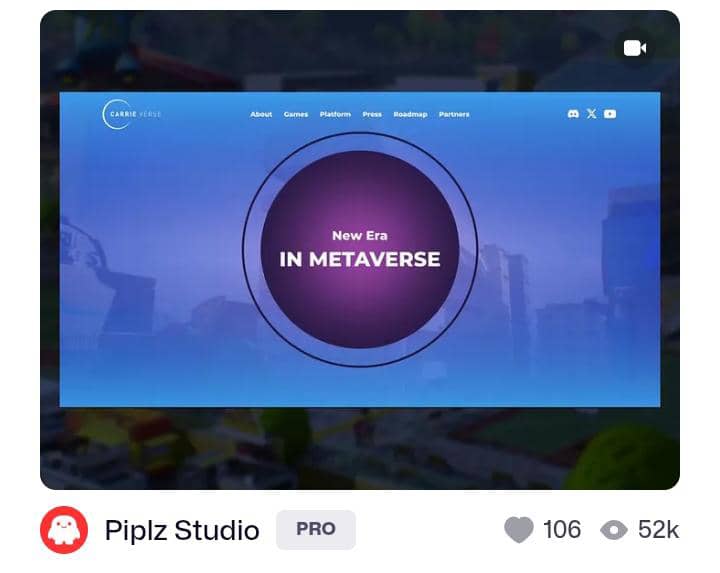 CARRIE VERSE
About Games Platform Press Roadmap Partners
New Era
IN METAVERSE
Piplz Studio PRO 106 52k